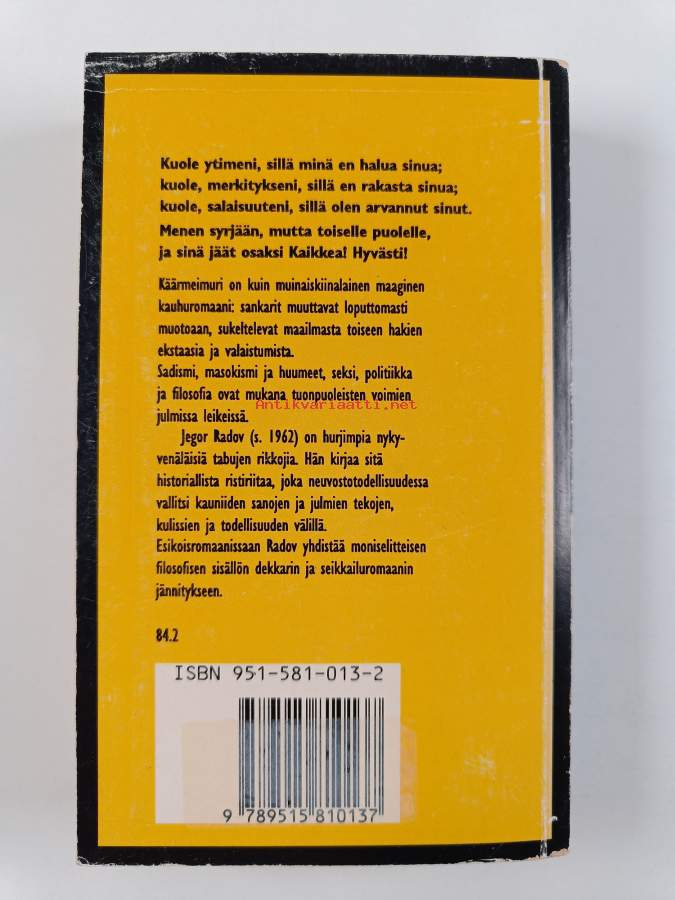 Kuole ytimeni, sillä minä en halua sinua;
kuole, merkitykseni, sillä en rakasta sinua;
kuole, salaisuuteni, sillä olen arvannut sinut.
Menen syrjään, mutta toiselle puolelle,
ja sinä jäät osaksi Kaikkea! Hyvästi!
Käärmeimuri on kuin muinaiskiinalainen maaginen
kauhuromaani: sankarit muuttavat loputtomasti
muotoaan, sukeltelevat maailmasta toiseen hakien
ekstaasia ja valaistumista.
Sadismi, masokismi ja huumeet, seksi, politiikka
ja filosofia ovat mukana tuonpuoleisten voimien
Antikvariaatti.net
julmissa leikeissä.
Jegor Radov (s. 1962) on hurjimpia nyky-
venäläisiä tabujen rikkojia. Hän kirjaa sitä
historiallista ristiriitaa, joka neuvostotodellisuudessa
vallitsi kauniiden sanojen ja julmien tekojen,
kulissien ja todellisuuden välillä.
Esikoisromaanissaan Radov yhdistää moniselitteisen
filosofisen sisällön dekkarin ja seikkailuromaanin
jännitykseen.
84.2
ISBN 951-581-013-2
9 789515 810137